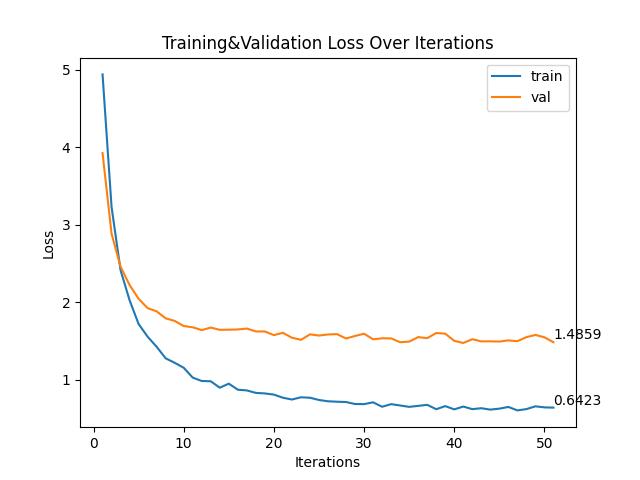 Training&Validation Loss Over Iterations
train
val
5
4
3
2
1
Loss
1.4859
0.6423
0 10 20 30 40 50
Iterations